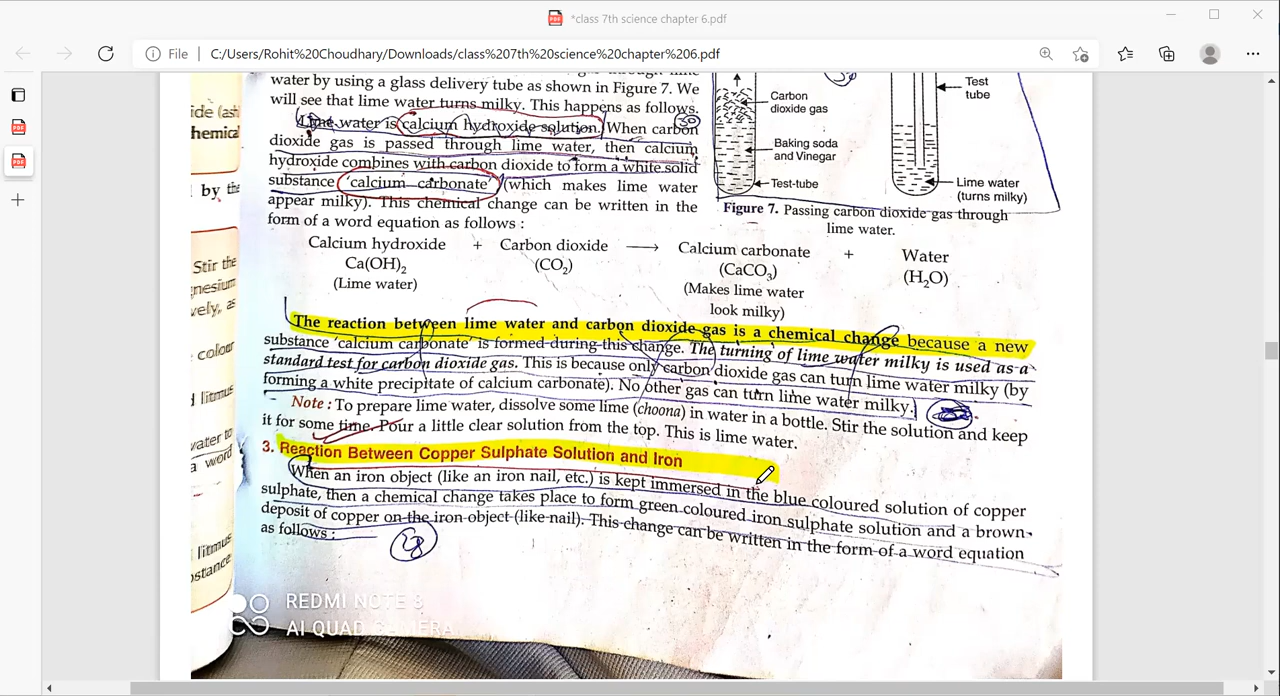 *class 7th science chapter 6.pdf
File | C:/Users/Rohit%20Choudhary/Downloads/class%207th%20science%20chapter%206.pdf
water by using a glass delivery tube as shown in Figure 7. We
will see that lime water turns milky. This happens as follows.
Lime water is calcium hydroxide solution. When carbon
dioxide gas is passed through lime water, then calcium
hydroxide combines with carbon dioxide to form a white solid
substance 'calcium carbonate' (which makes lime water
appear milky). This chemical change can be written in the
form of a word equation as follows :
Carbon
dioxide gas
Baking soda
and Vinegar
Test-tube
Test
tube
Lime water
(turns milky)
Figure 7. Passing carbon dioxide gas through
lime water.
Calcium hydroxide + Carbon dioxide ⟶ Calcium carbonate + Water
Ca(OH)₂ (CO₂) (CaCO₃) (H₂O)
(Lime water) (Makes lime water
look milky)
The reaction between lime water and carbon dioxide gas is a chemical change because a new
substance 'calcium carbonate' is formed during this change. The turning of lime water milky is used as a
standard test for carbon dioxide gas. This is because only carbon dioxide gas can turn lime water milky (by
forming a white precipitate of calcium carbonate). No other gas can turn lime water milky.
Note : To prepare lime water, dissolve some lime (choona) in water in a bottle. Stir the solution and keep
it for some time. Pour a little clear solution from the top. This is lime water.
3. Reaction Between Copper Sulphate Solution and Iron
When an iron object (like an iron nail, etc.) is kept immersed in the blue coloured solution of copper
sulphate, then a chemical change takes place to form green coloured iron sulphate solution and a brown
deposit of copper on the iron object (like nail). This change can be written in the form of a word equation
as follows :
by the
Stir the
colour
litmus
water to
a word
litmus
REDMI NOTE 8
AI QUAD CAMERA